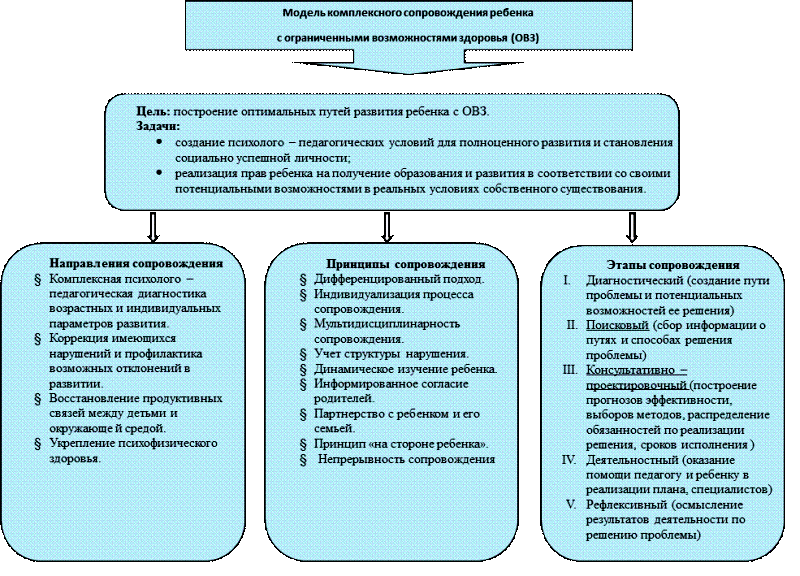 Модель комплексного сопровождения ребенка
с ограниченными возможностями здоровья (ОВЗ)
Цель: построение оптимальных путей развития ребенка с ОВЗ.
Задачи:
• создание психолого – педагогических условий для полноценного развития и становления
социально успешной личности;
• реализация прав ребенка на получение образования и развития в соответствии со своими
потенциальными возможностями в реальных условиях собственного существования.
Направления сопровождения
§ Комплексная психолого –
педагогическая диагностика
возрастных и индивидуальных
параметров развития.
§ Коррекция имеющихся
нарушений и профилактика
возможных отклонений в
развитии.
§ Восстановление продуктивных
связей между детьми и
окружающе й средой.
§ Укрепление психофизического
здоровья.
Принципы сопровождения
§ Дифференцированный подход.
§ Индивидуализация процесса
сопровождения.
§ Мультидисциплинарность
сопровождения.
§ Учет структуры нарушения.
§ Динамическое изучение ребенка.
§ Информированное согласие
родителей.
§ Партнерство с ребенком и его
семьей.
§ Принцип «на стороне ребенка».
§ Непрерывность сопровождения
Этапы сопровождения
I. Диагностический (создание пути
проблемы и потенциальных
возможностей ее решения)
II. Поисковый (сбор информации о
путях и способах решения
проблемы)
III. Консультативно –
проектировочный (построение
прогнозов эффективности,
выборов методов, распределение
обязанностей по реализации
решения, сроков исполнения )
IV. Деятельностный (оказание
помощи педагогу и ребенку в
реализации плана, специалистов)
V. Рефлексивный (осмысление
результатов деятельности по
решению проблемы)